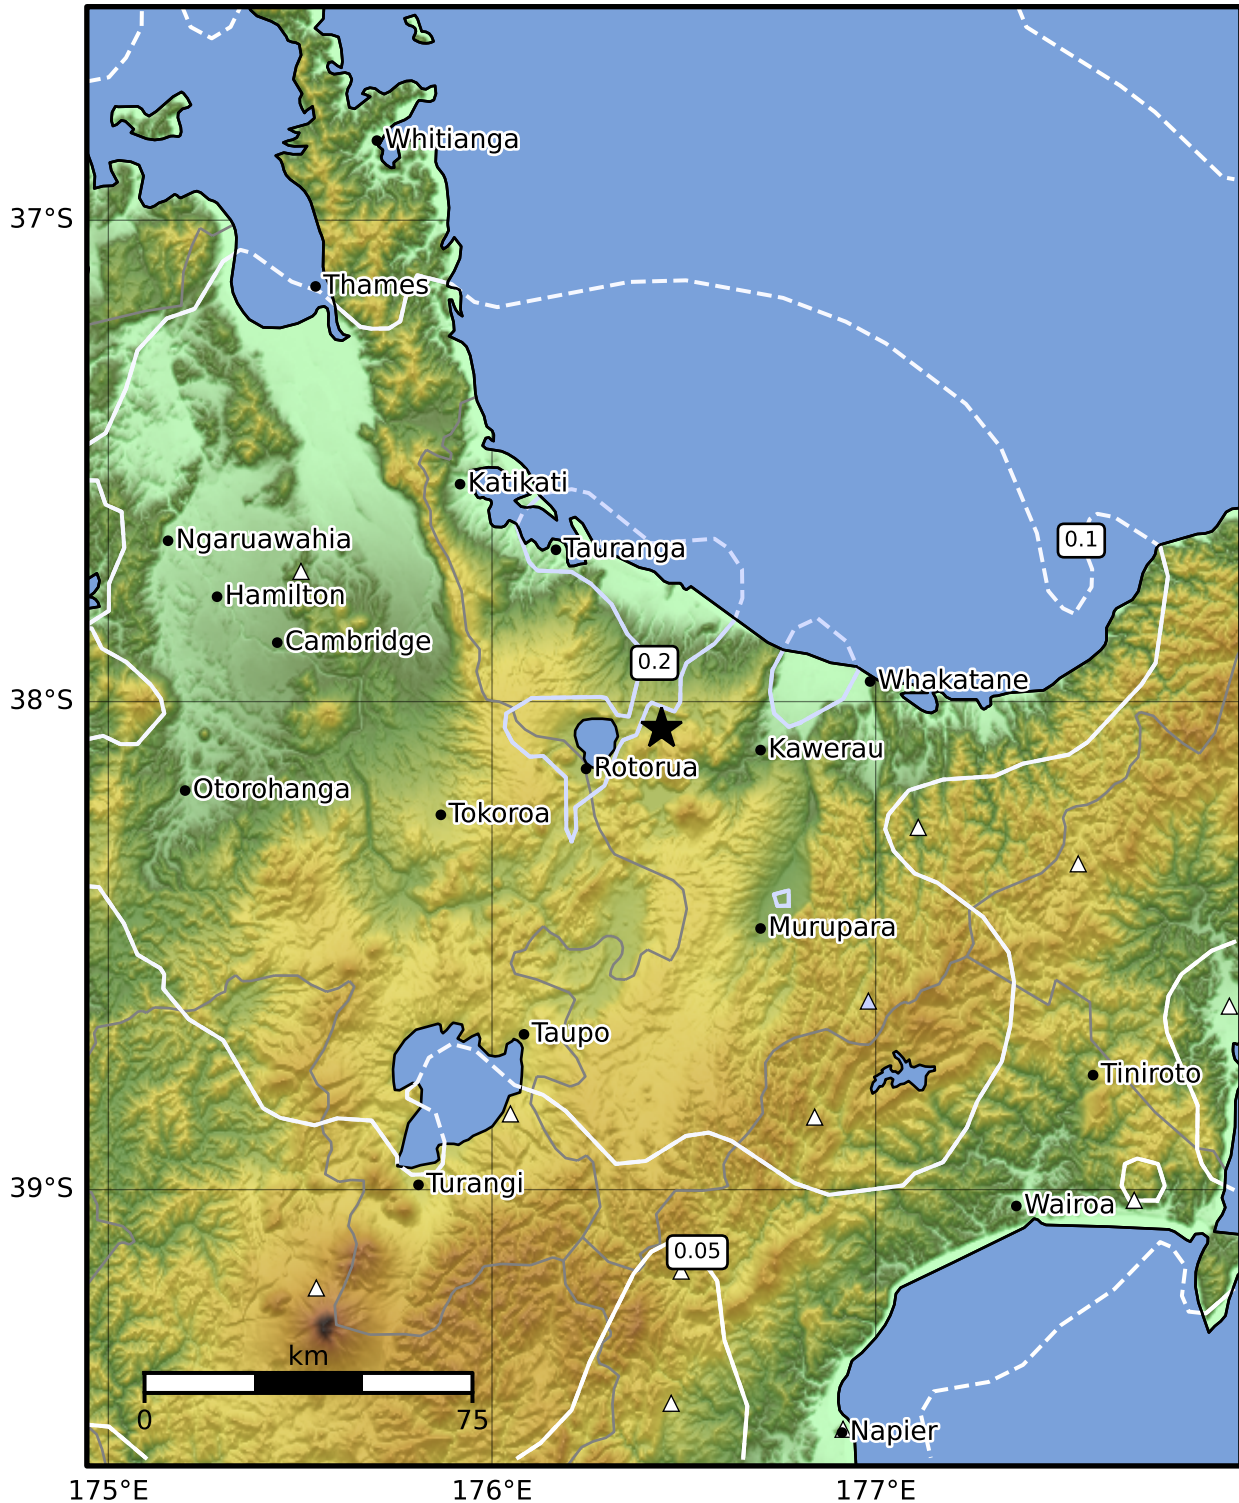 Whitianga
37°S
Thames
Katikati
Ngaruawahia
Tauranga
0.1
Hamilton
Cambridge
0.2
Whakatane
38°S
Kawerau
Rotorua
Otorohanga
Tokoroa
Murupara
Taupo
Tiniroto
Turangi
39°S
Wairoa
0.05
km
0
75
Napier
175°E
176°E
177°E